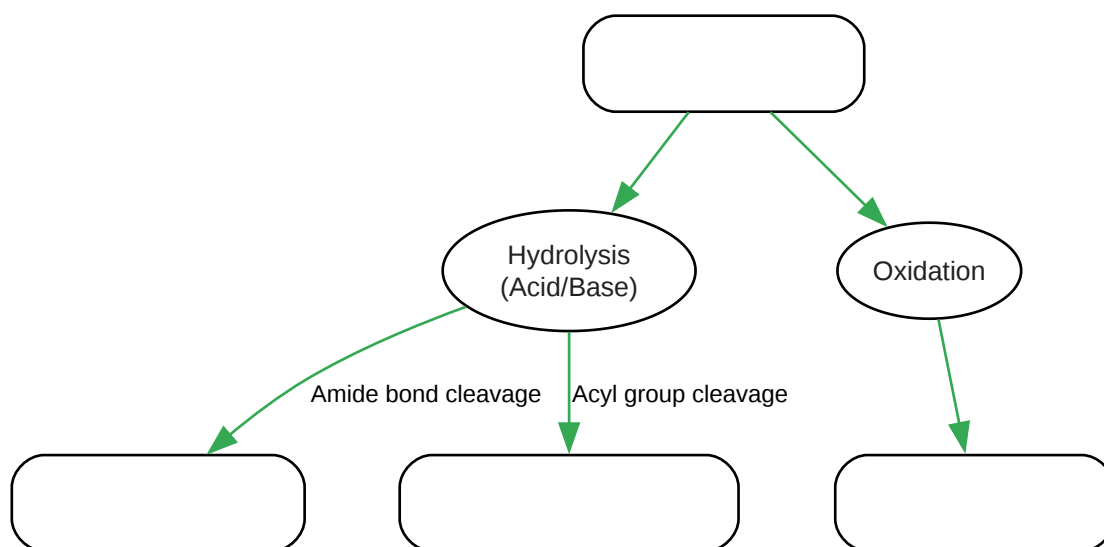 Hydrolysis
(Acid/Base)
Oxidation
Amide bond cleavage
Acyl group cleavage